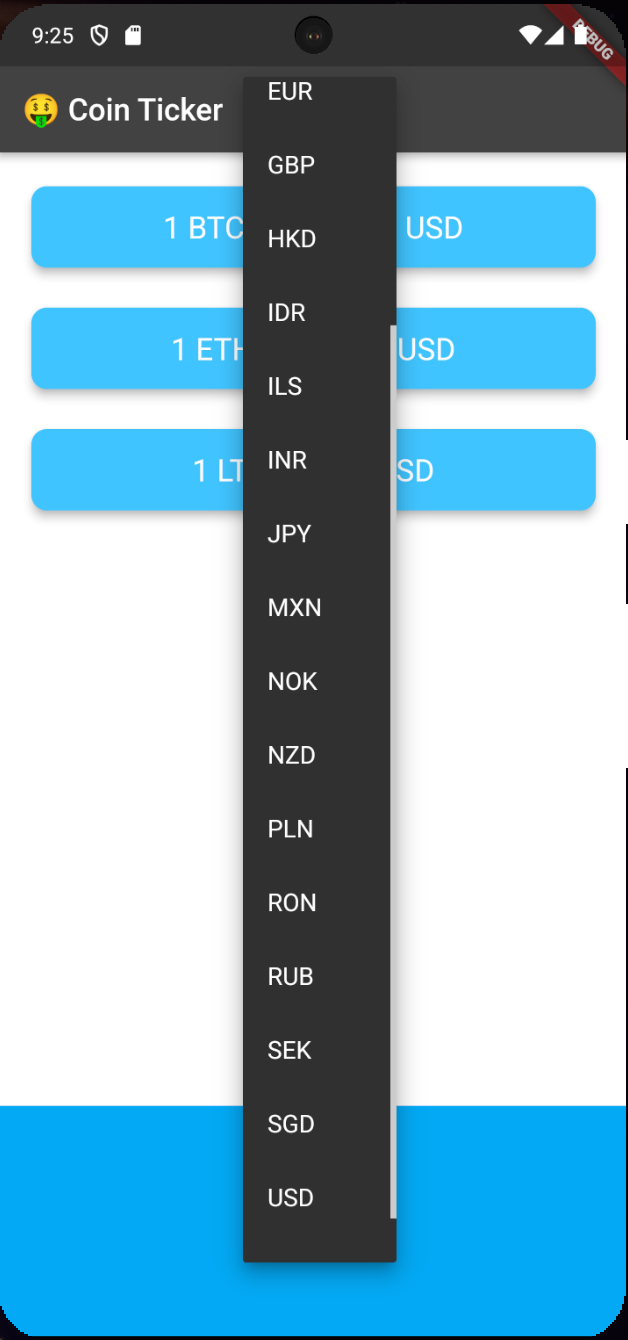 9:25
DEBUG
🤑 Coin Ticker
EUR
GBP
1 BTC USD
HKD
IDR
1 ETH USD
ILS
INR
1 LT SD
JPY
MXN
NOK
NZD
PLN
RON
RUB
SEK
SGD
USD